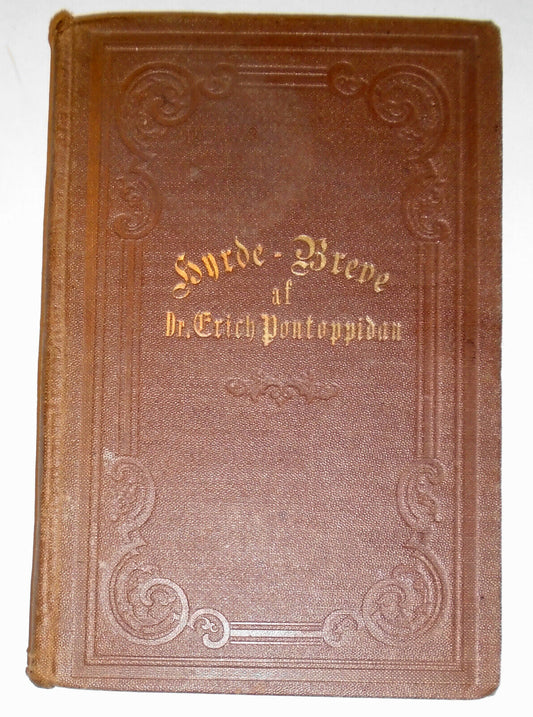 Hyrde-Breve
af
Dr. Erich Pontoppidan